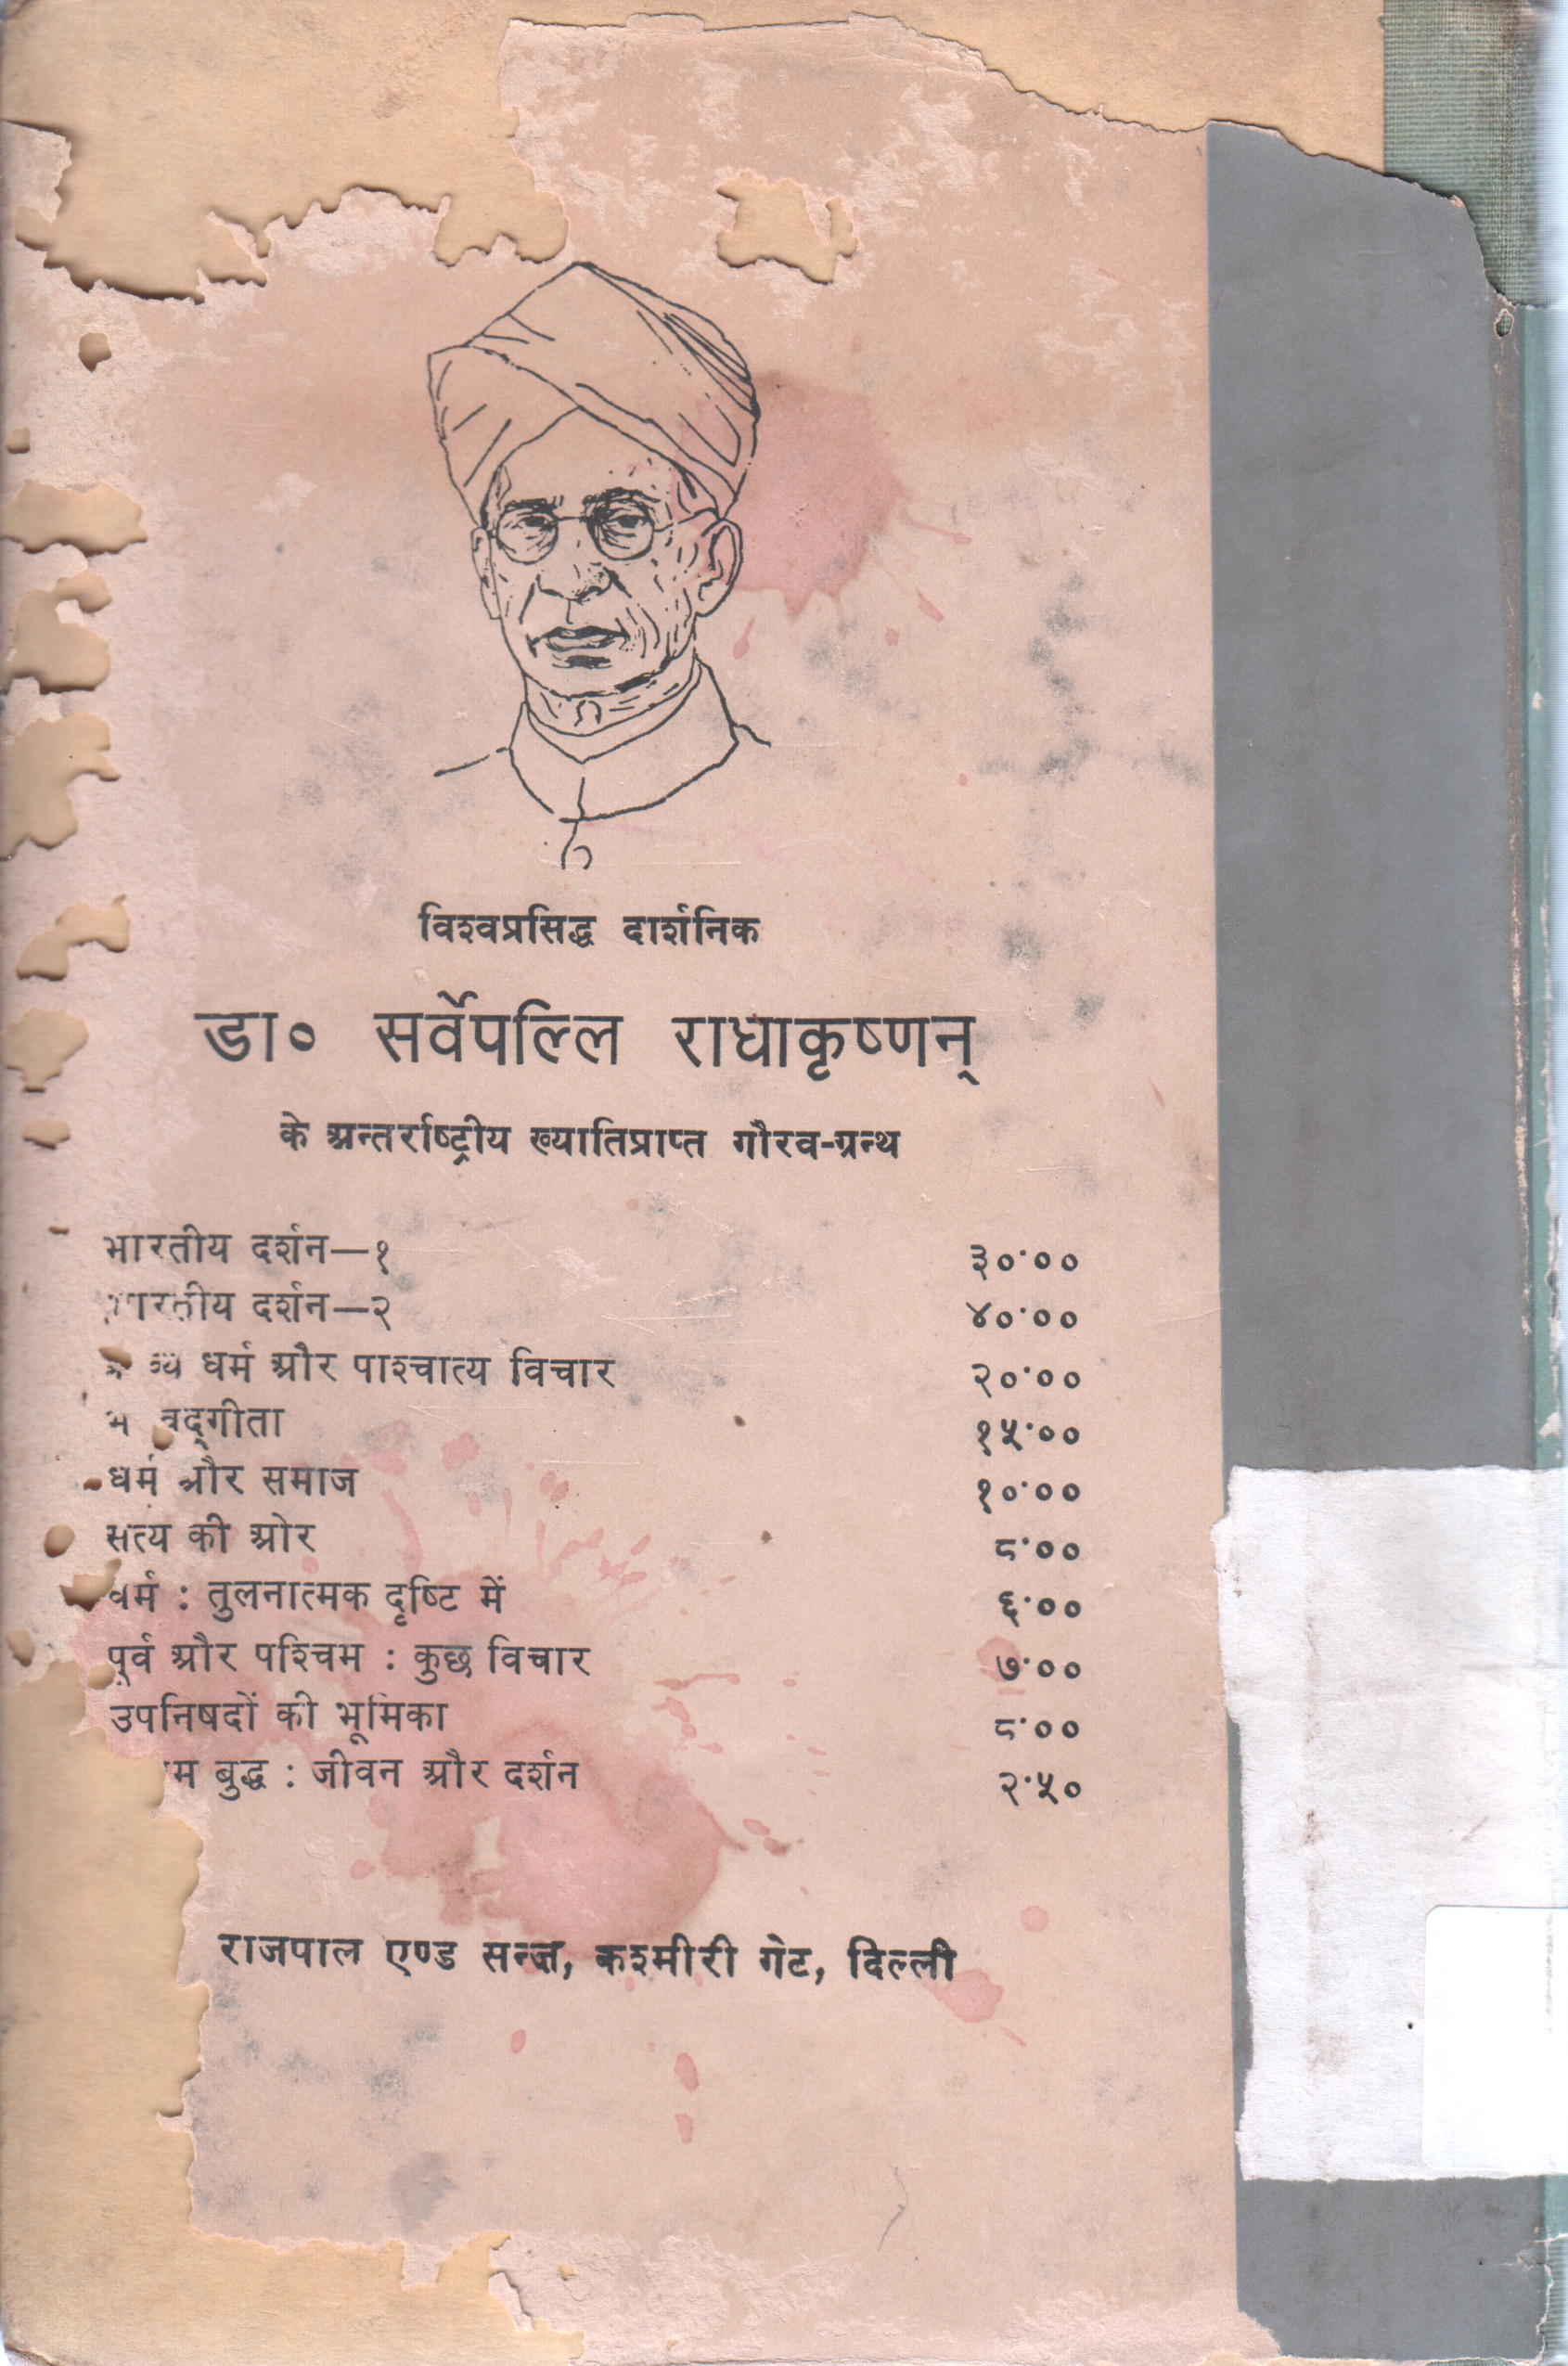 विश्वप्रसिद्ध दार्शनिक
डा० सर्वेपल्लि राधाकृष्णन्
के अन्तर्राष्ट्रीय ख्यातिप्राप्त गौरव-ग्रन्थ
भारतीय दर्शन—१ ३०·००
भारतीय दर्शन—२ ४०·००
धर्म और पाश्चात्य विचार २०·००
भगवद्‌गीता १५·००
धर्म और समाज १०·००
सत्य की ओर ८·००
धर्म : तुलनात्मक दृष्टि में ६·००
पूर्व और पश्चिम : कुछ विचार ७·००
उपनिषदों की भूमिका ८·००
बुद्ध : जीवन और दर्शन २·५०
राजपाल एण्ड सन्ज़, कश्मीरी गेट, दिल्ली